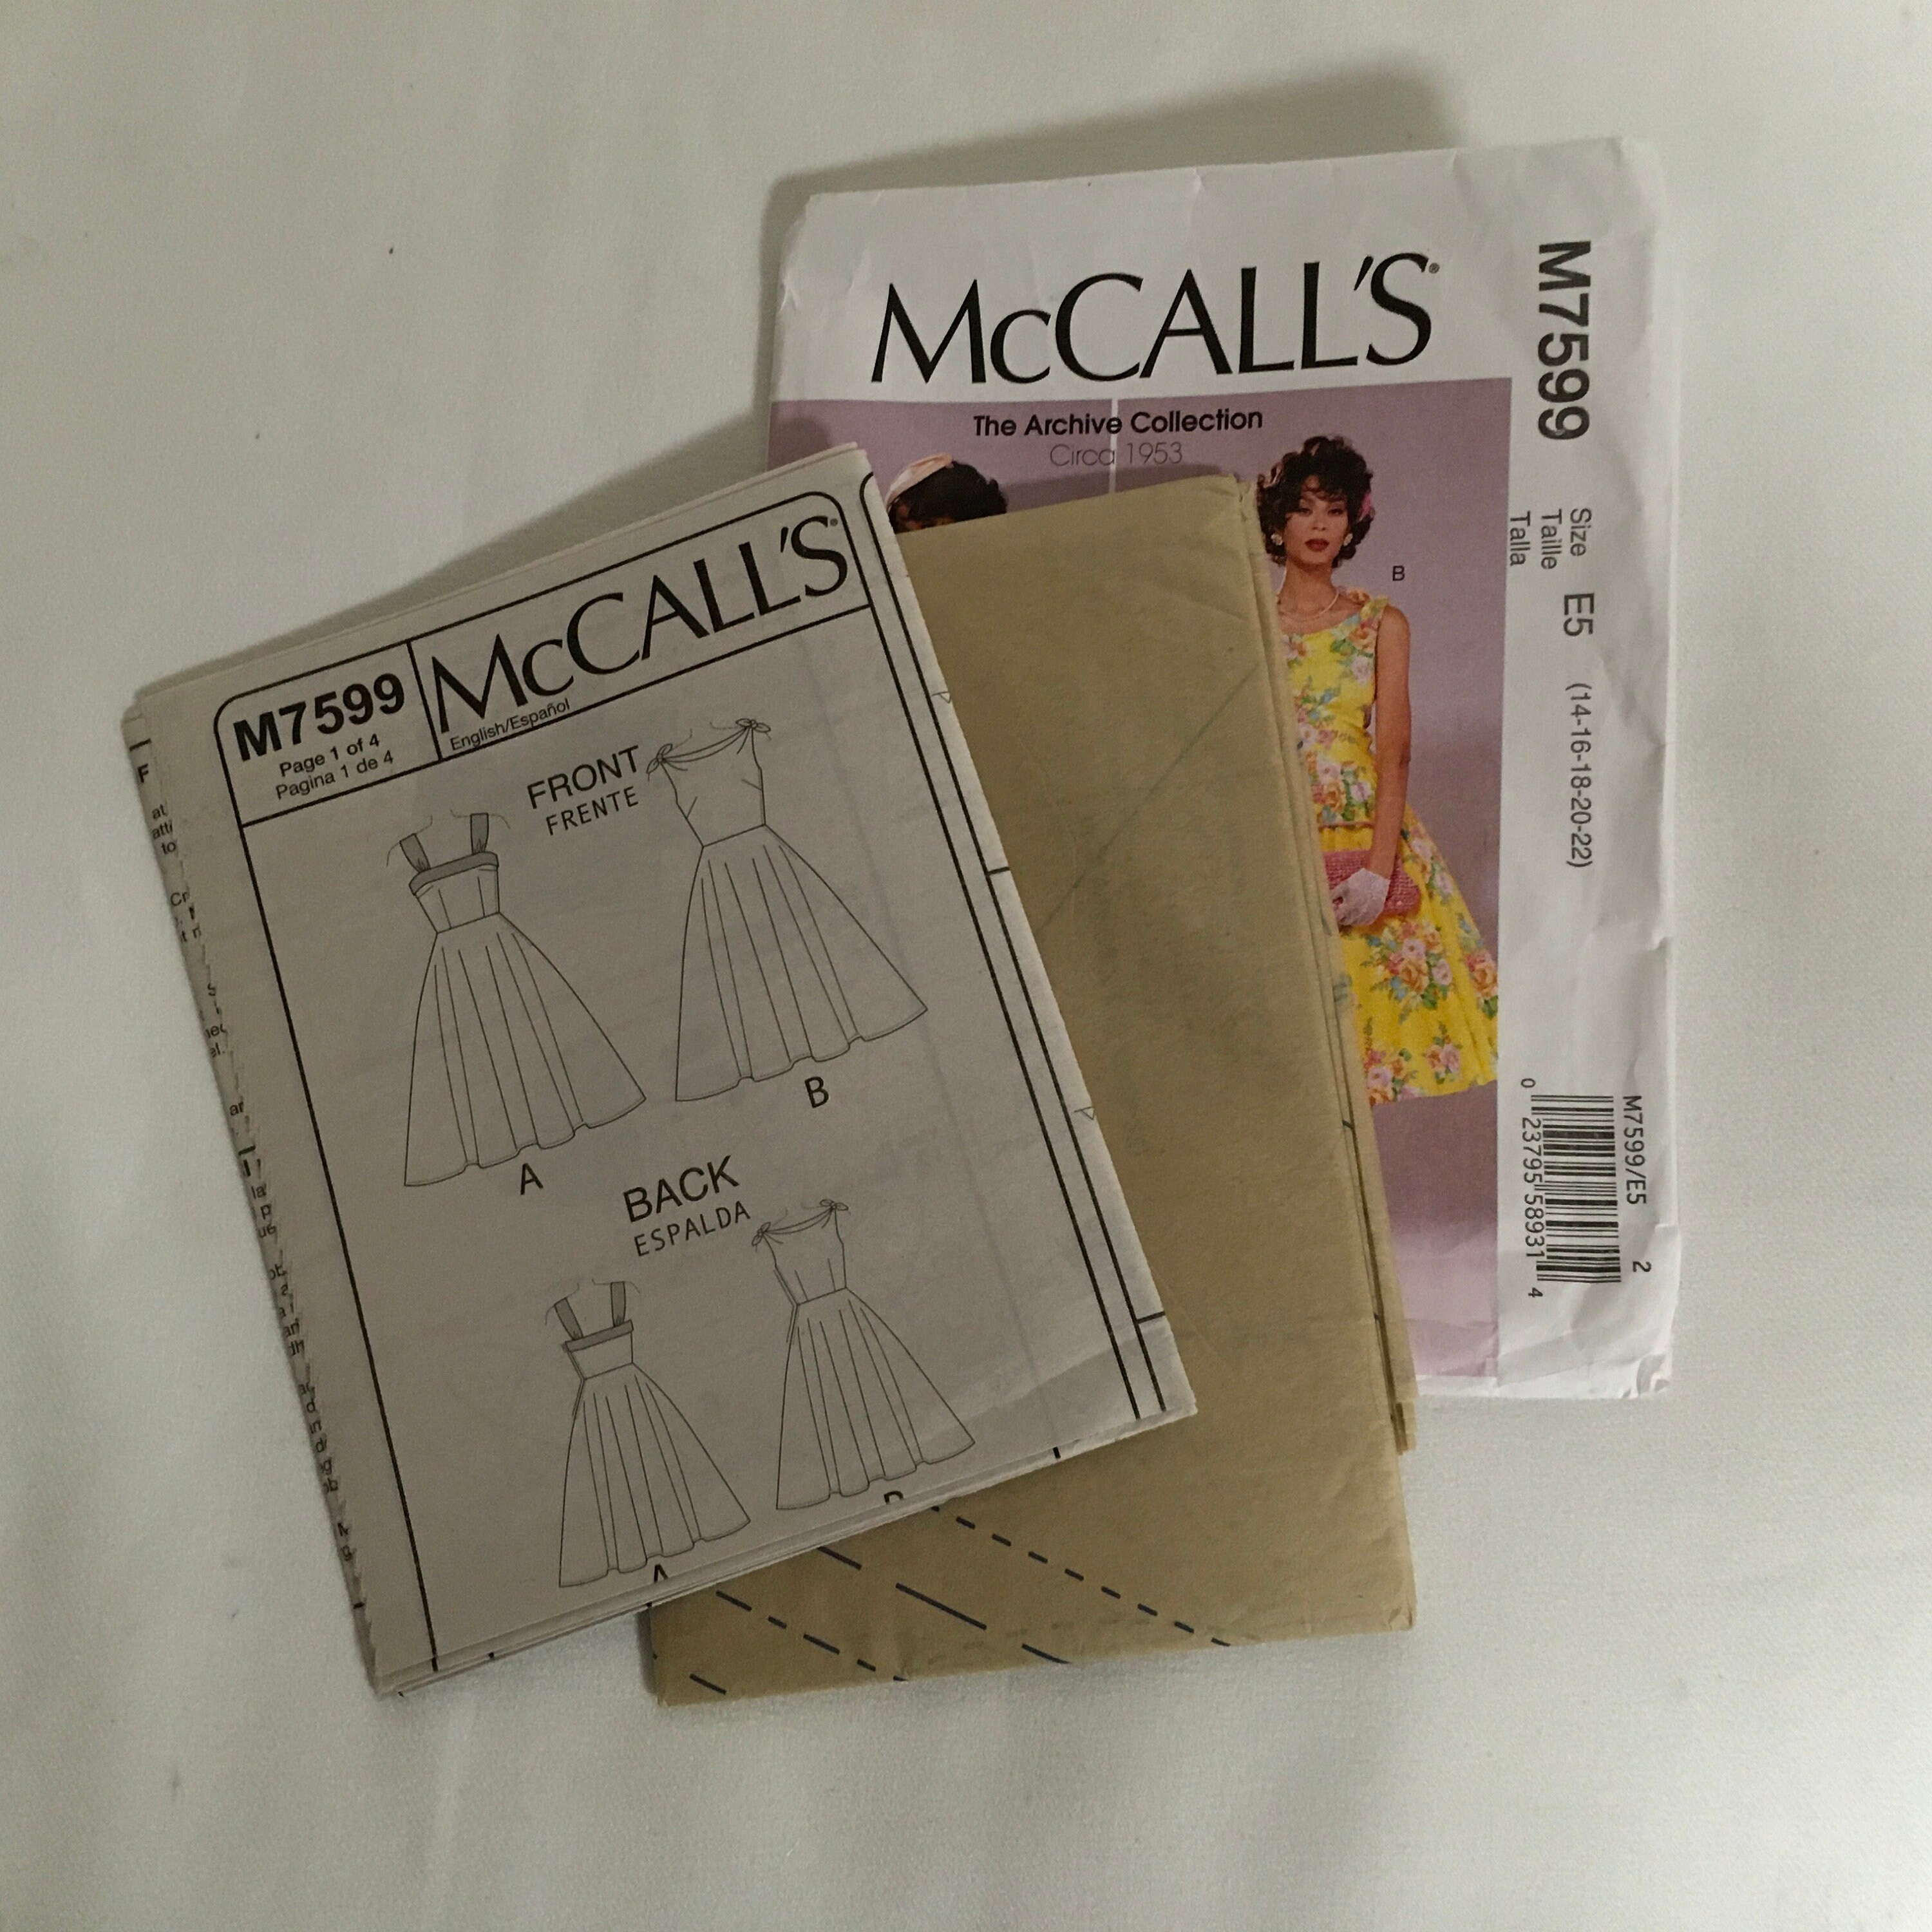 McCALL'S®
The Archive Collection
Circa 1953
B
M7599
Size
Taille
Talla
E5
(14-16-18-20-22)
M7599/E5
2
0 23795 58931 4
M7599
Page 1 of 4
Pagina 1 de 4
McCALL'S®
English/Español
FRONT
FRENTE
A
B
BACK
ESPALDA
F
at
to